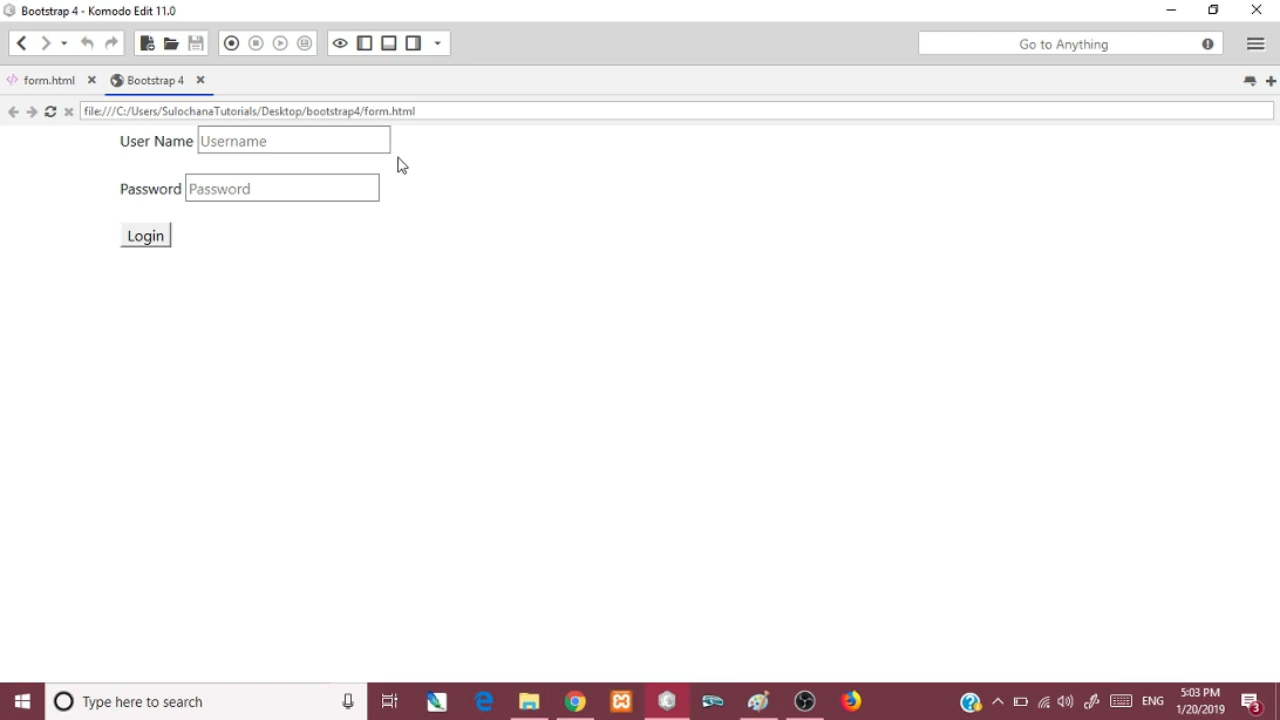 Bootstrap 4 - Komodo Edit 11.0
Go to Anything
form.html
Bootstrap 4
file:///C:/Users/SulochanaTutorials/Desktop/bootstrap4/form.html
User Name Username
Password Password
Login
Type here to search
ENG
5:03 PM
1/20/2019
3